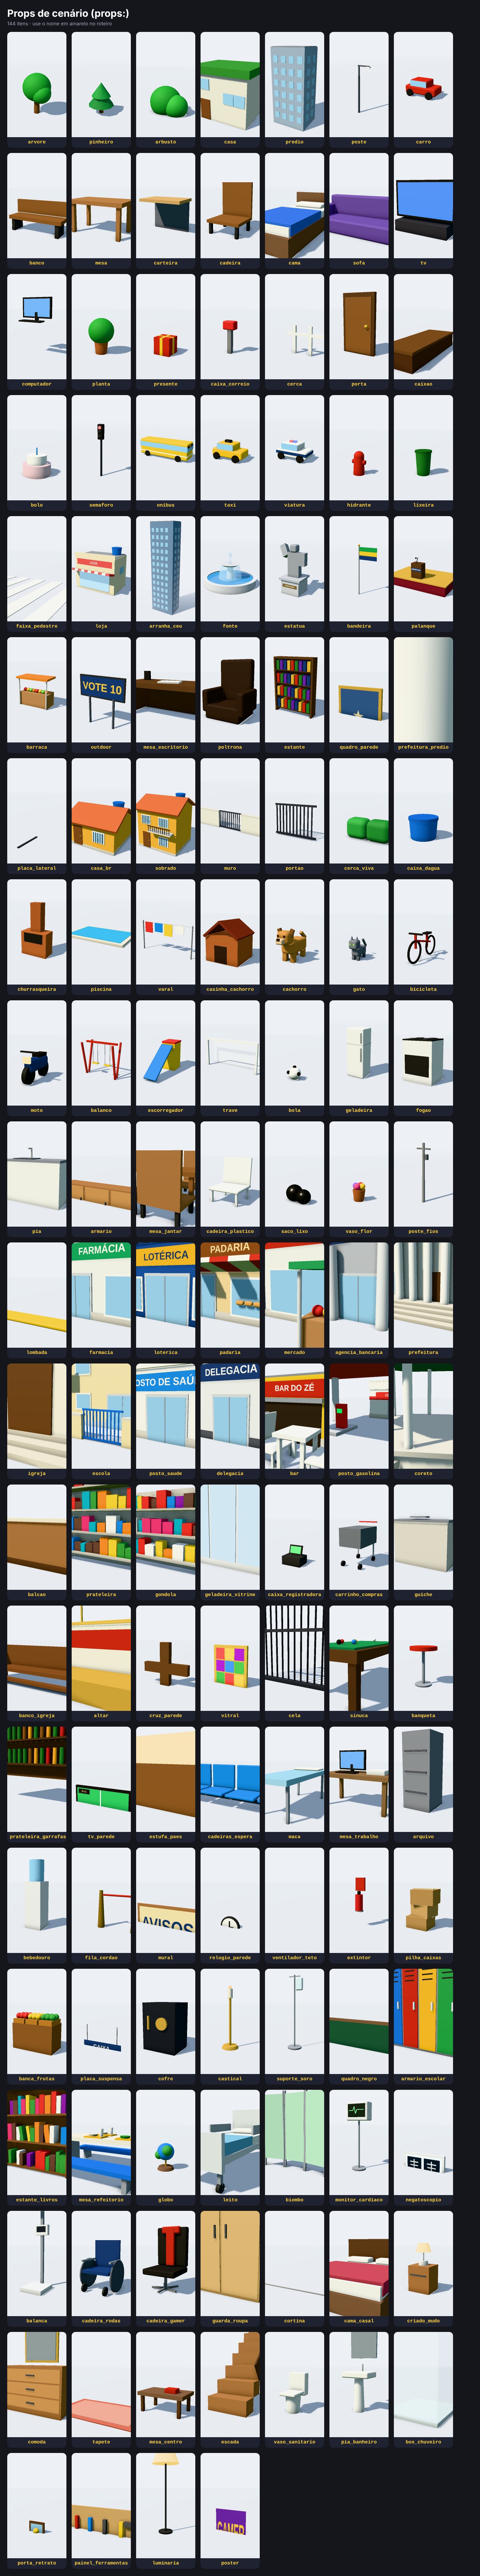 Props de cenário (props:)
144 itens · use o nome em amarelo no roteiro
arvore pinheiro arbusto casa predio poste carro
banco mesa carteira cadeira cama sofa tv
computador planta presente caixa_correio cerca porta caixao
bolo semaforo onibus taxi viatura hidrante lixeira
faixa_pedestre loja arranha_ceu fonte estatua bandeira palanque
VOTE 10
barraca outdoor mesa_escritorio poltrona estante quadro_parede prefeitura_predio
placa_lateral casa_br sobrado muro portao cerca_viva caixa_dagua
churrasqueira piscina varal casinha_cachorro cachorro gato bicicleta
moto balanco escorregador trave bola geladeira fogao
pia armario mesa_jantar cadeira_plastico saco_lixo vaso_flor poste_fios
FARMÁCIA LOTÉRICA PADARIA
lombada farmacia loterica padaria mercado agencia_bancaria prefeitura
OSTO DE SAÚ DELEGACIA BAR DO ZÉ
igreja escola posto_saude delegacia bar posto_gasolina coreto
balcao prateleira gondola geladeira_vitrine caixa_registradora carrinho_compras guiche
banco_igreja altar cruz_parede vitral cela sinuca banqueta
prateleira_garrafas tv_parede estufa_paes cadeiras_espera maca mesa_trabalho arquivo
AVISOS
bebedouro fila_cordao mural relogio_parede ventilador_teto extintor pilha_caixas
CAIXA
banca_frutas placa_suspensa cofre castical suporte_soro quadro_negro armario_escolar
estante_livros mesa_refeitorio globo leito biombo monitor_cardiaco negatoscopio
balanca cadeira_rodas cadeira_gamer guarda_roupa cortina cama_casal criado_mudo
comoda tapete mesa_centro escada vaso_sanitario pia_banheiro box_chuveiro
GAMER
porta_retrato painel_ferramentas luminaria poster